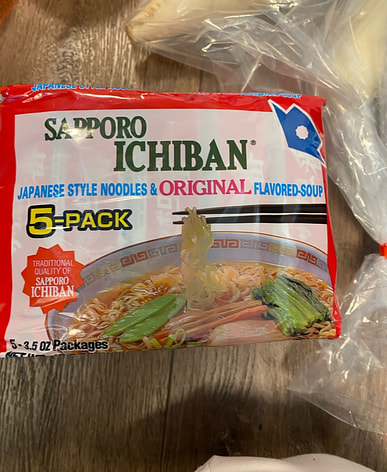 SAPPORO
ICHIBAN®
JAPANESE STYLE NOODLES & ORIGINAL FLAVORED-SOUP
5-PACK
TRADITIONAL
QUALITY OF
SAPPORO
ICHIBAN
5-3.5 OZ Packages